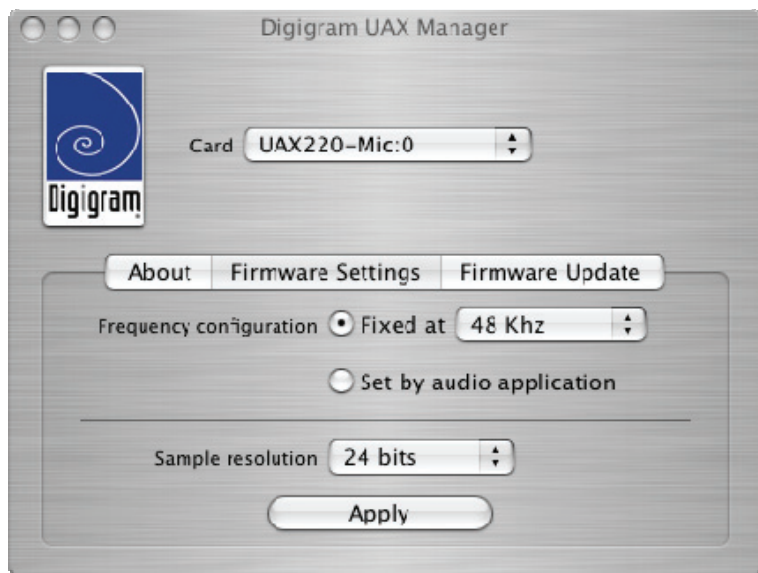 Digigram UAX Manager
Digigram
Card UAX220-Mic:0
About Firmware Settings Firmware Update
Frequency configuration Fixed at 48 Khz
Set by audio application
Sample resolution 24 bits
Apply